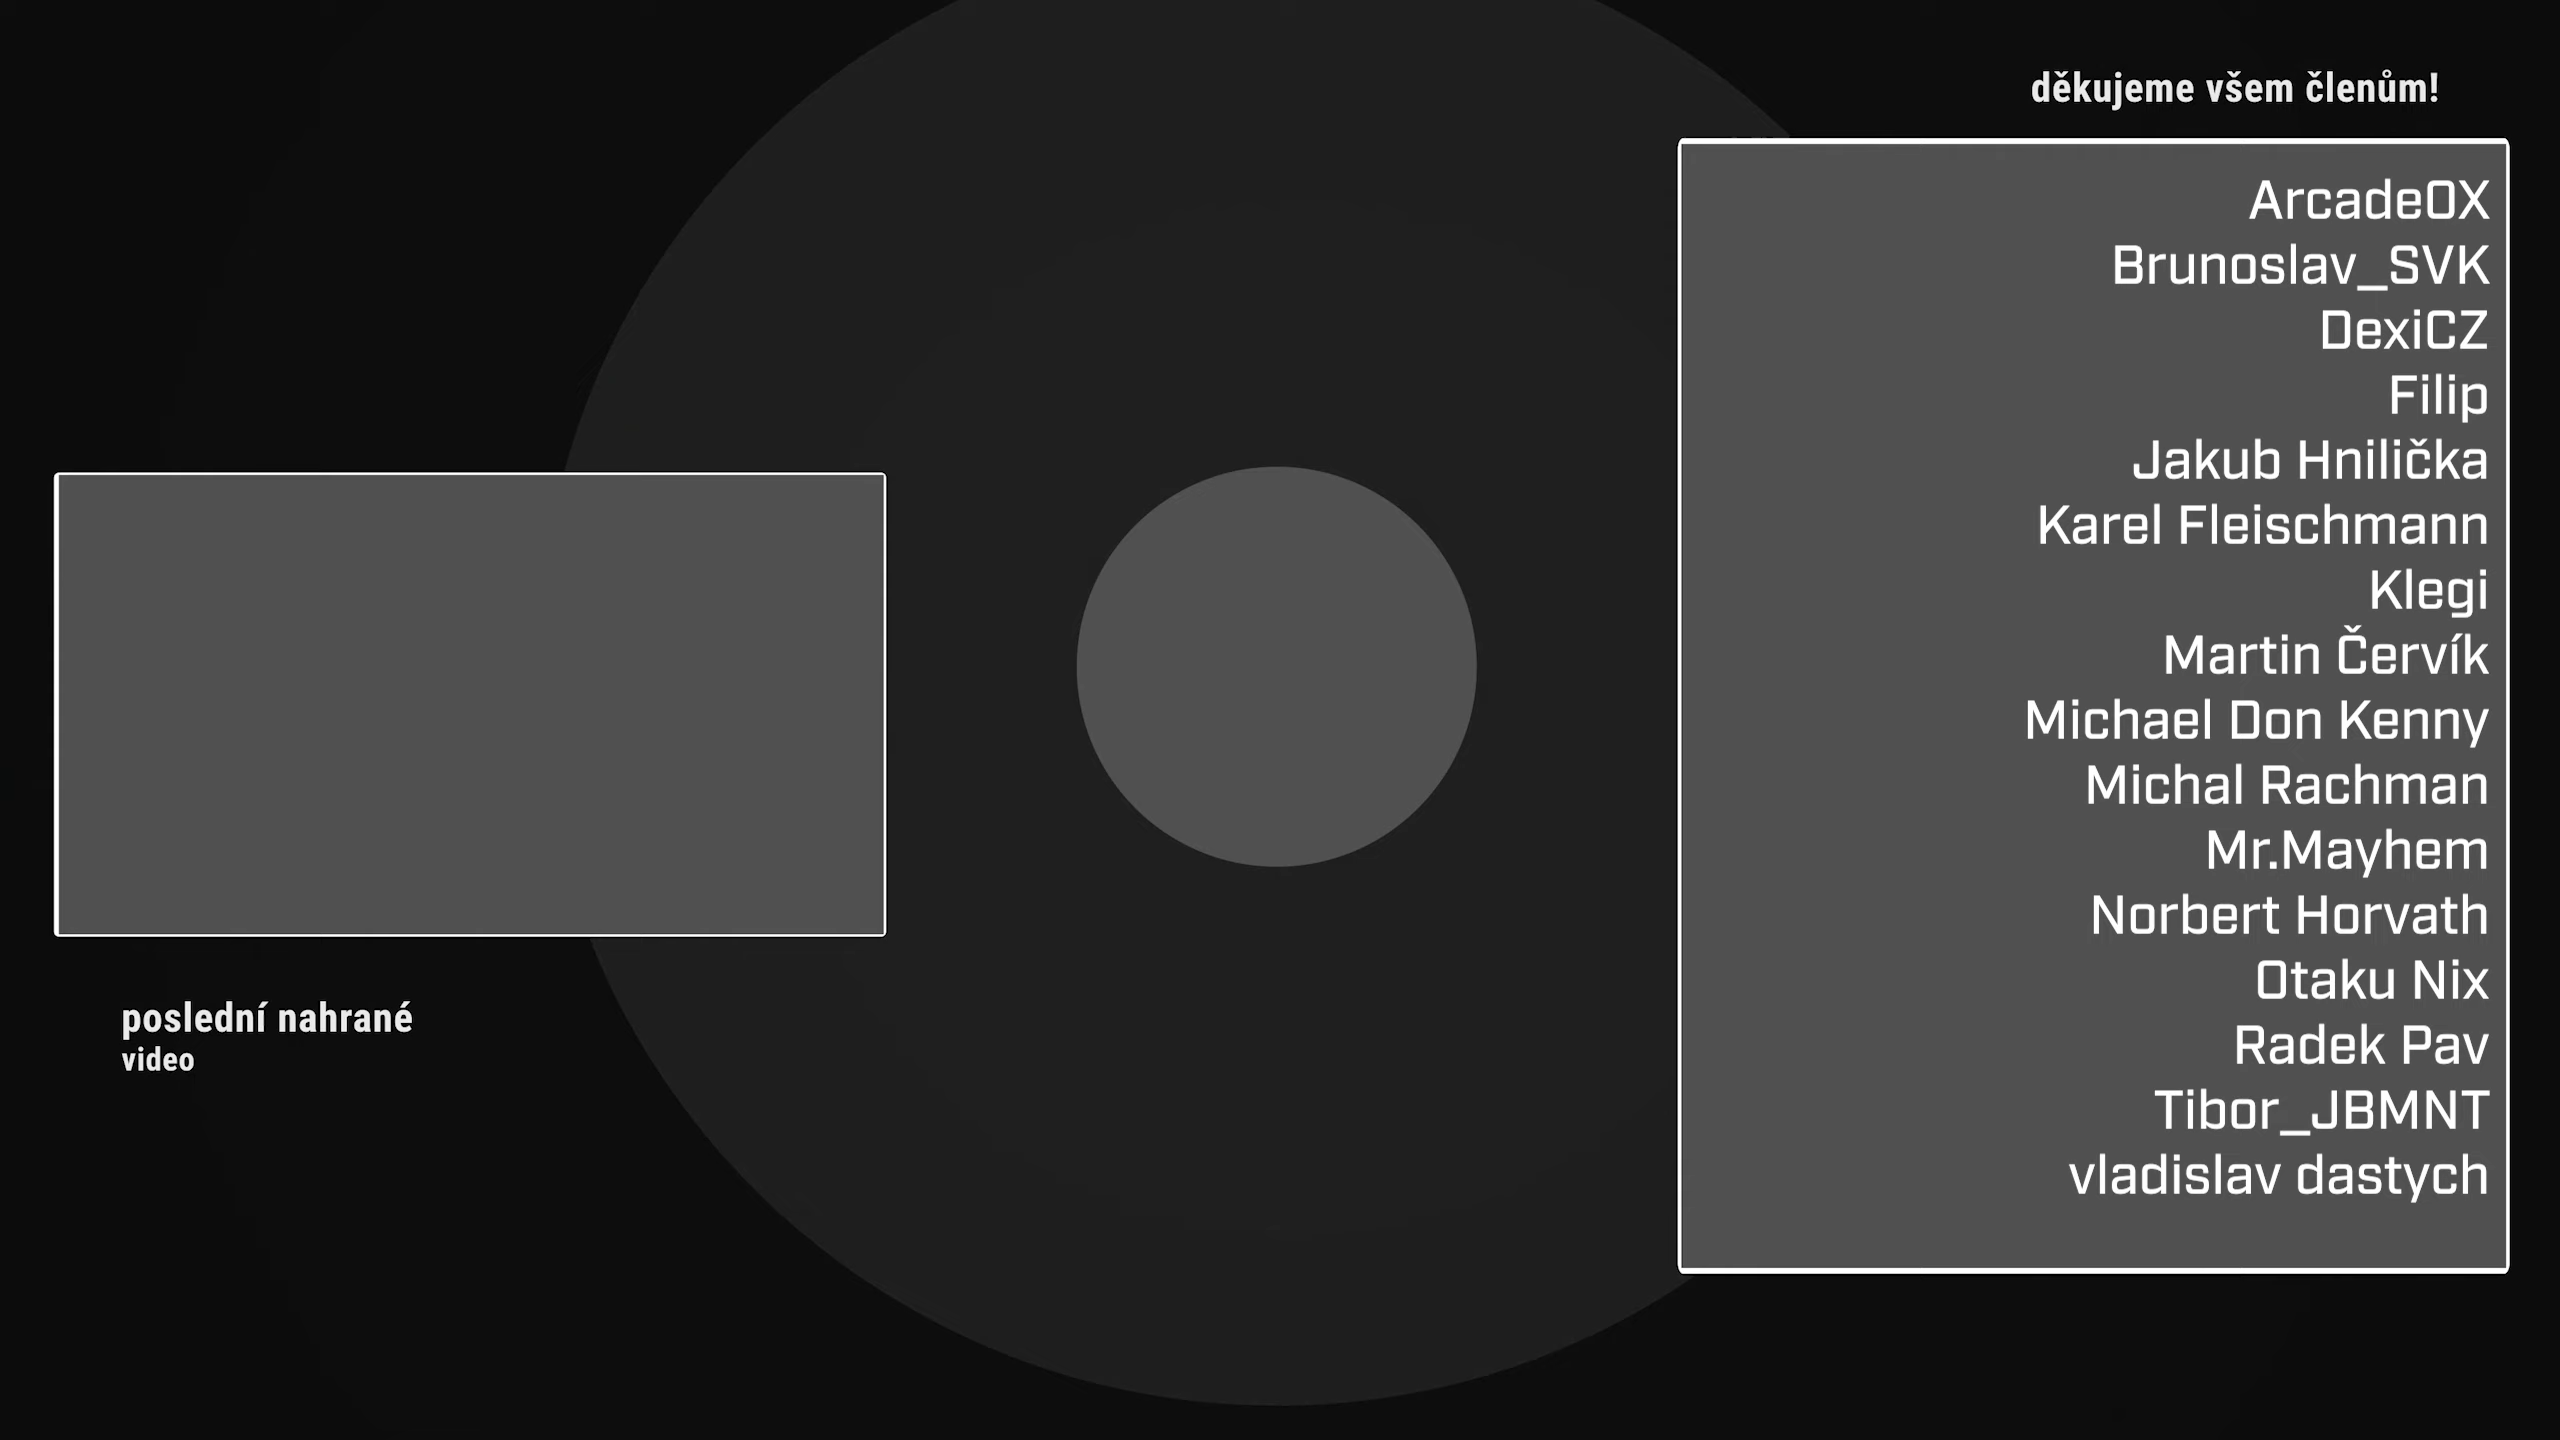 děkujeme všem členům!
ArcadeOX
Brunoslav_SVK
DexiCZ
Filip
Jakub Hnilička
Karel Fleischmann
Klegi
Martin Červík
Michael Don Kenny
Michal Rachman
Mr.Mayhem
Norbert Horvath
Otaku Nix
Radek Pav
Tibor_JBMNT
vladislav dastych
poslední nahrané
video